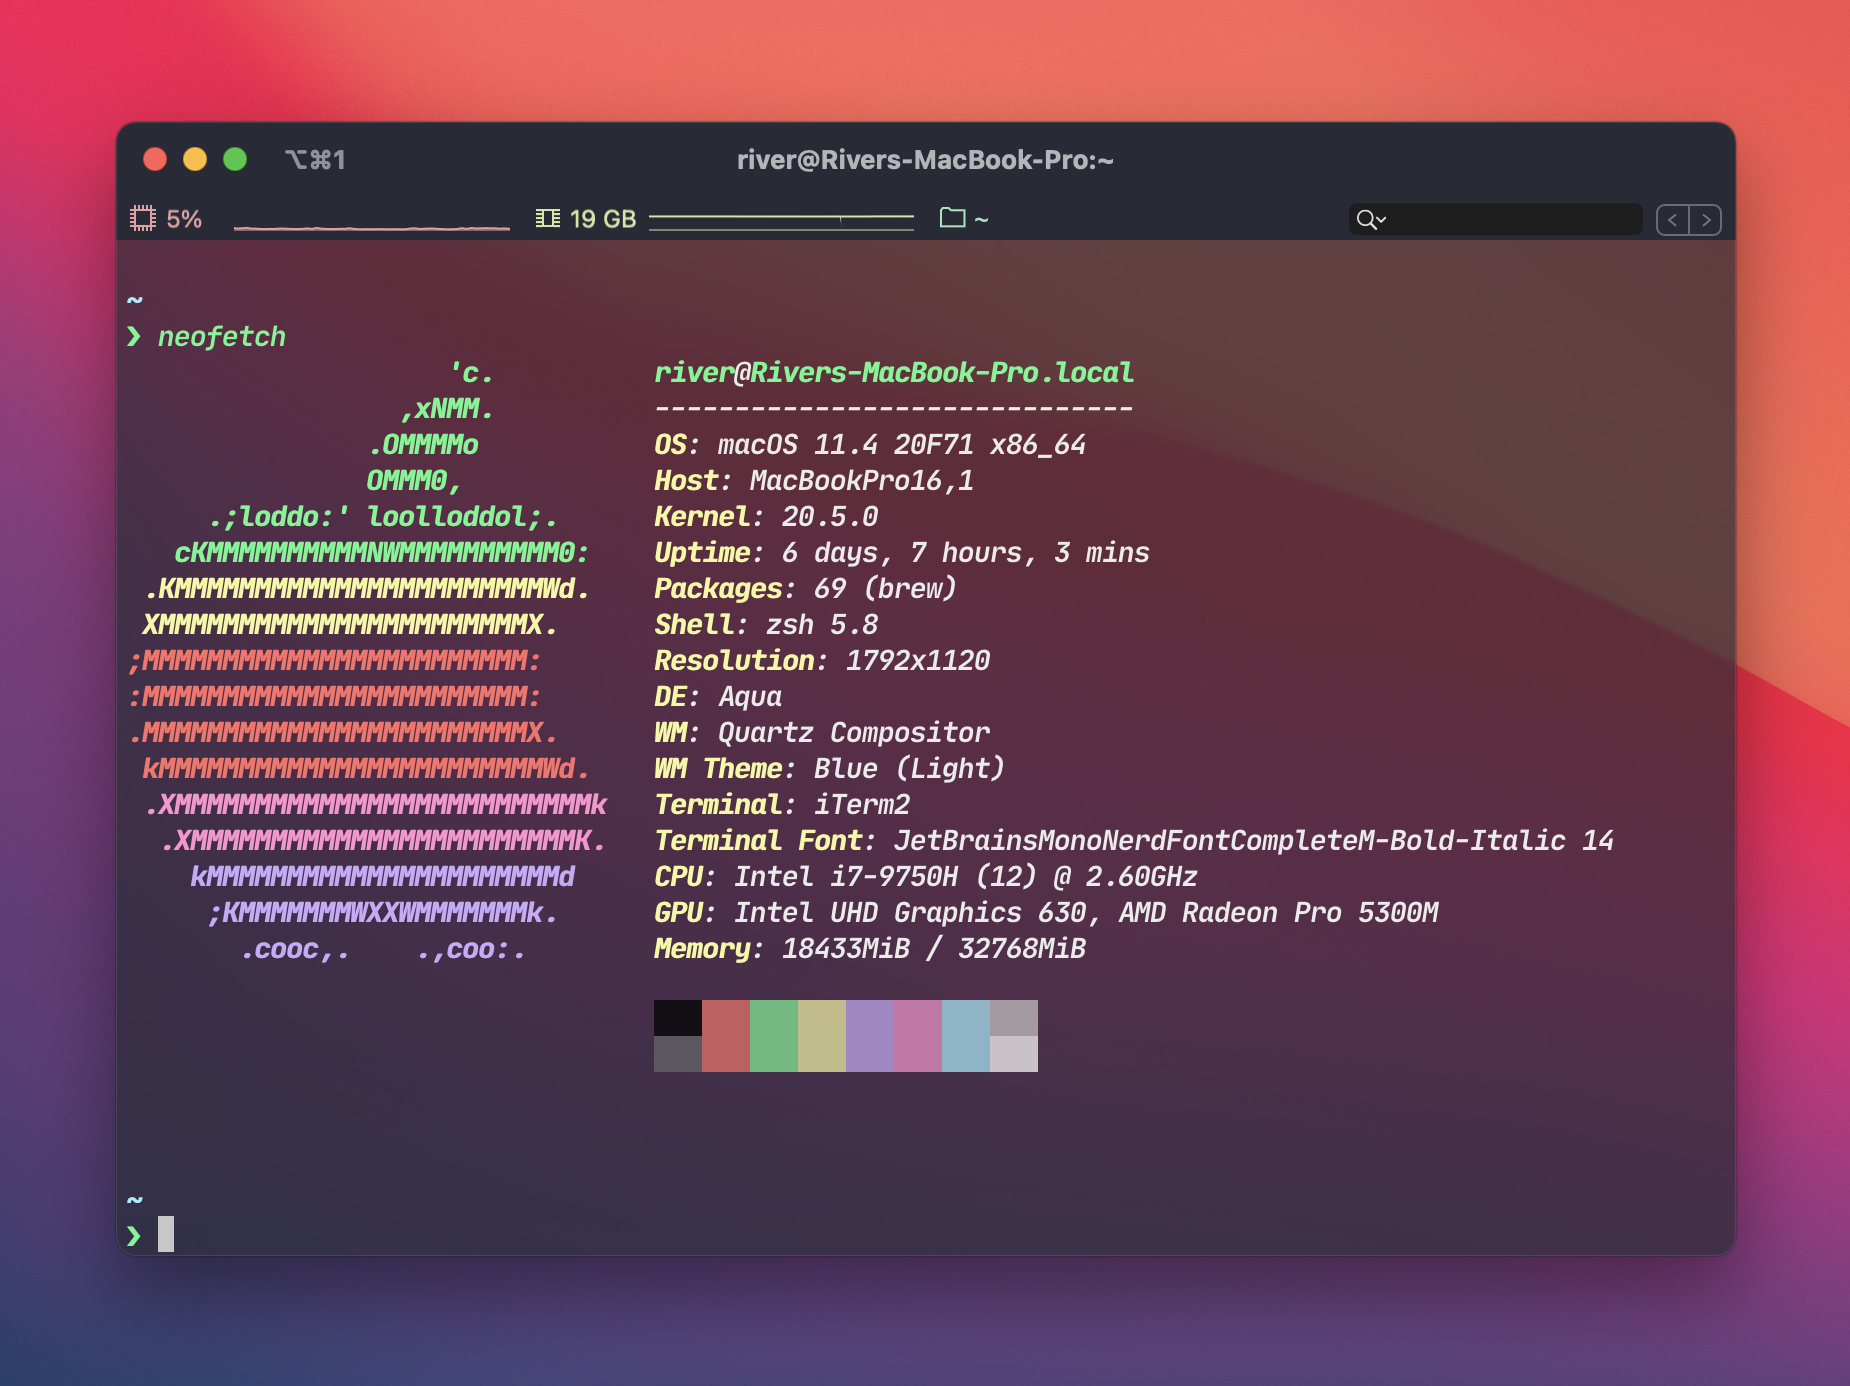 ⌥⌘1
river@Rivers-MacBook-Pro:~
5%
19 GB
~
~
❯ neofetch
'c.
,xNMM.
.OMMMMo
OMMM0,
.;loddo:' loolloddol;.
cKMMMMMMMMMMNWMMMMMMMMMM0:
.KMMMMMMMMMMMMMMMMMMMMMMMWd.
XMMMMMMMMMMMMMMMMMMMMMMMX.
;MMMMMMMMMMMMMMMMMMMMMMMM:
:MMMMMMMMMMMMMMMMMMMMMMMM:
.MMMMMMMMMMMMMMMMMMMMMMMMX.
kMMMMMMMMMMMMMMMMMMMMMMMMWd.
.XMMMMMMMMMMMMMMMMMMMMMMMMMMk
.XMMMMMMMMMMMMMMMMMMMMMMMMK.
kMMMMMMMMMMMMMMMMMMMMMMd
;KMMMMMMMWXXWMMMMMMMk.
.cooc,.    .,coo:.
river@Rivers-MacBook-Pro.local
------------------------------
OS: macOS 11.4 20F71 x86_64
Host: MacBookPro16,1
Kernel: 20.5.0
Uptime: 6 days, 7 hours, 3 mins
Packages: 69 (brew)
Shell: zsh 5.8
Resolution: 1792x1120
DE: Aqua
WM: Quartz Compositor
WM Theme: Blue (Light)
Terminal: iTerm2
Terminal Font: JetBrainsMonoNerdFontCompleteM-Bold-Italic 14
CPU: Intel i7-9750H (12) @ 2.60GHz
GPU: Intel UHD Graphics 630, AMD Radeon Pro 5300M
Memory: 18433MiB / 32768MiB
~
❯